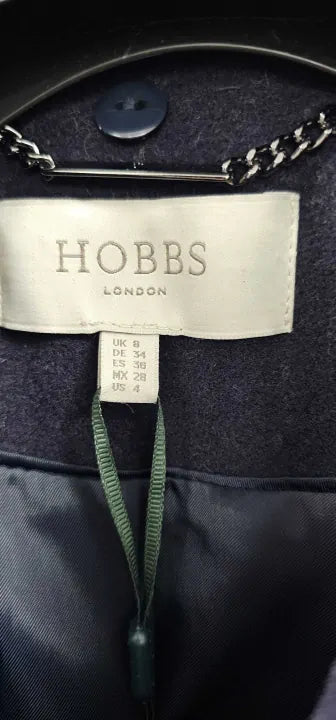 HOBBS
LONDON
UK 8
DE 34
ES 36
MX 28
US 4